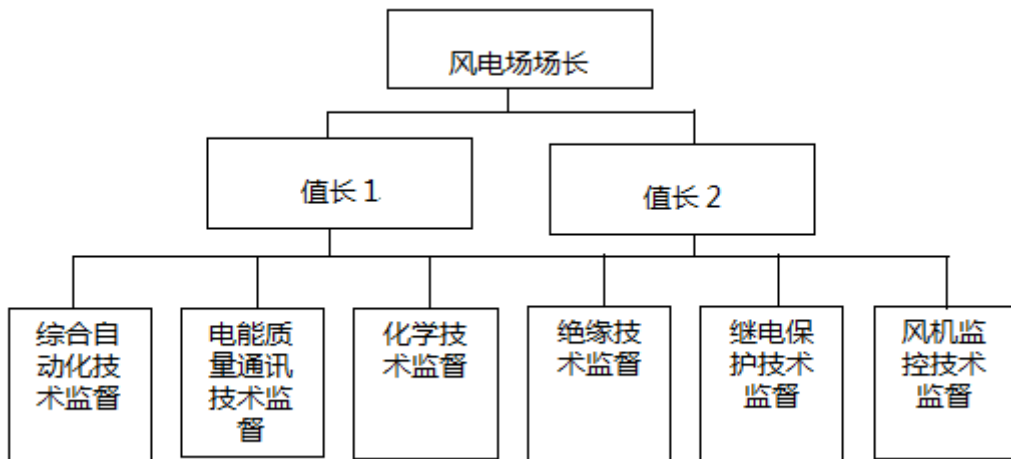 风电场场长
值长 1
值长 2
综合自
动化技
术监督
电能质
量通讯
技术监
督
化学技
术监督
绝缘技
术监督
继电保
护技术
监督
风机监
控技术
监督